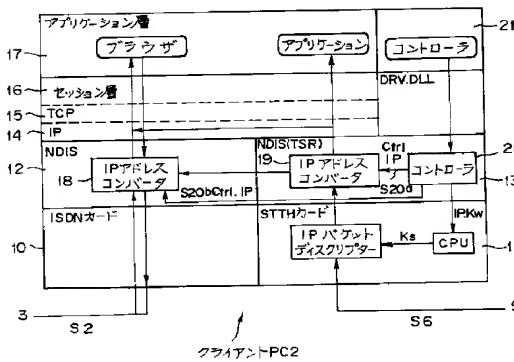 アプリケーション層
ブラウザ
アプリケーション
コントローラ
21
17
16
セッション層
DRV.DLL
15
TCP
14
IP
NDIS
NDIS(TSR)
Ctrl
IP
12
IPアドレス
コンバータ
18
19
IPアドレス
コンバータ
コントローラ
S20a
13
S20bCtrl.IP
ISDNカード
STTHカード
IP.Kw
10
IPパケット
ディスクリプター
Ks
CPU
3
S2
S6
クライアントPC2